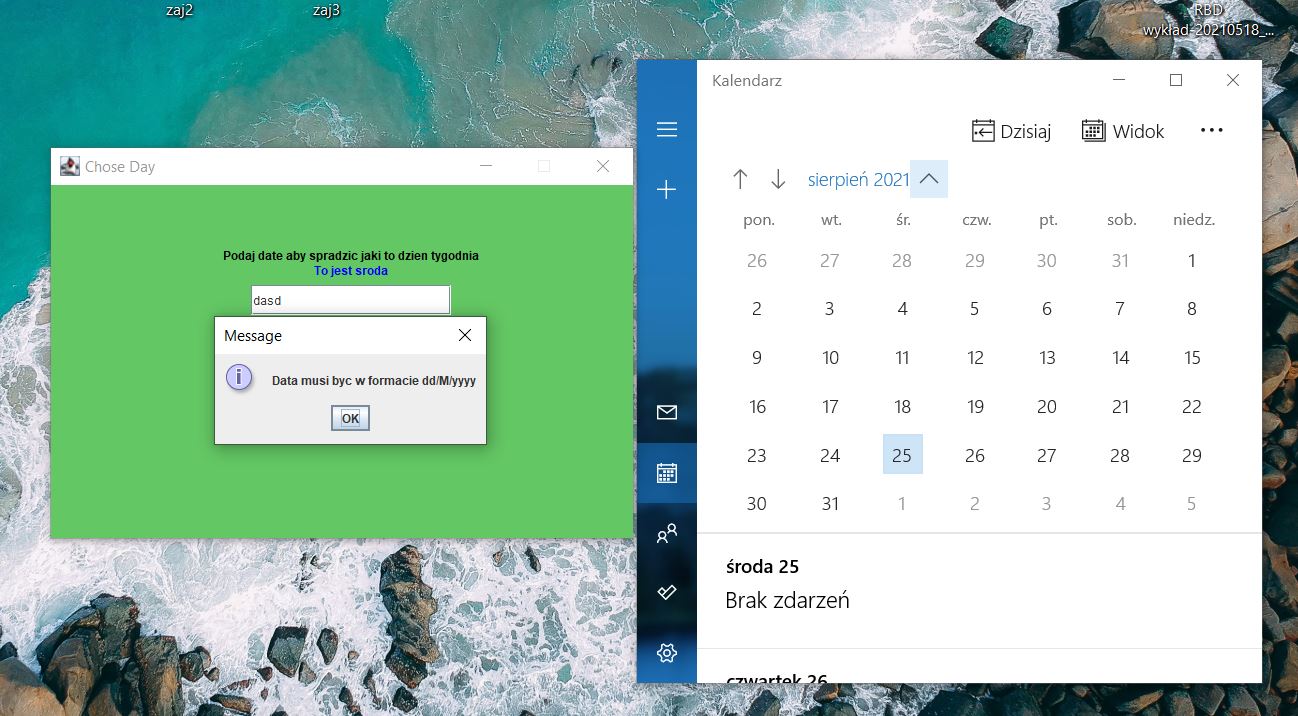 zaj2
zaj3
RBD
wykład-20210518_...
Chose Day
Podaj date aby spradzic jaki to dzien tygodnia
To jest sroda
dasd
Message
Data musi byc w formacie dd/M/yyyy
OK
Kalendarz
Dzisiaj
Widok
sierpień 2021
pon. wt. śr. czw. pt. sob. niedz.
26 27 28 29 30 31 1
2 3 4 5 6 7 8
9 10 11 12 13 14 15
16 17 18 19 20 21 22
23 24 25 26 27 28 29
30 31 1 2 3 4 5
środa 25
Brak zdarzeń
czwartek 26